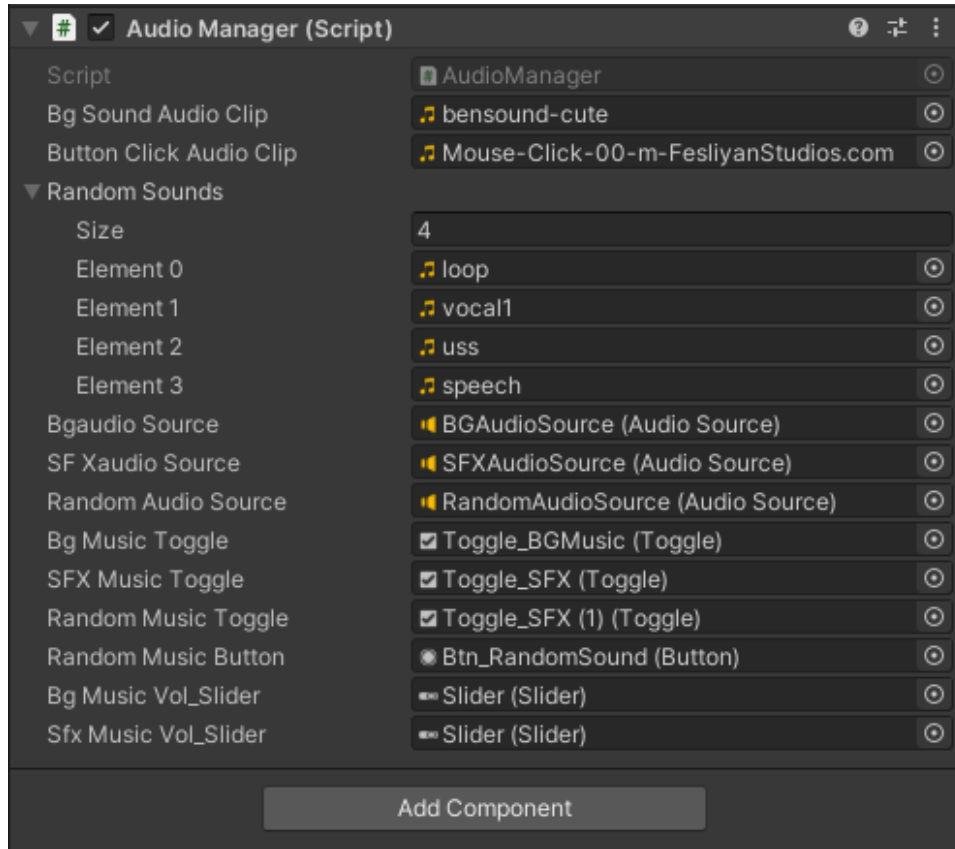 Audio Manager (Script)
Script AudioManager
Bg Sound Audio Clip bensound-cute
Button Click Audio Clip Mouse-Click-00-m-FesliyanStudios.com
Random Sounds
Size 4
Element 0 loop
Element 1 vocal1
Element 2 uss
Element 3 speech
Bgaudio Source BGAudioSource (Audio Source)
SF Xaudio Source SFXAudioSource (Audio Source)
Random Audio Source RandomAudioSource (Audio Source)
Bg Music Toggle Toggle_BGMusic (Toggle)
SFX Music Toggle Toggle_SFX (Toggle)
Random Music Toggle Toggle_SFX (1) (Toggle)
Random Music Button Btn_RandomSound (Button)
Bg Music Vol_Slider Slider (Slider)
Sfx Music Vol_Slider Slider (Slider)
Add Component